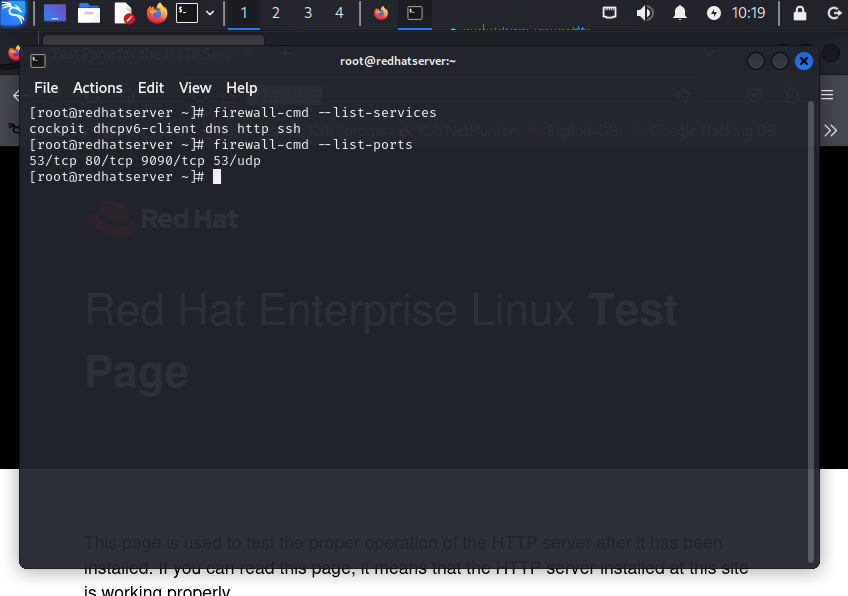 1 2 3 4 10:19
Test Page for the HTTP Ser
root@redhatserver:~
File Actions Edit View Help
[root@redhatserver ~]# firewall-cmd --list-services
cockpit dhcpv6-client dns http ssh
Kali Forums Kali NetHunter Exploit-DB Google Hacking DB
[root@redhatserver ~]# firewall-cmd --list-ports
53/tcp 80/tcp 9090/tcp 53/udp
[root@redhatserver ~]#
Red Hat
Red Hat Enterprise Linux Test
Page
This page is used to test the proper operation of the HTTP server after it has been
installed. If you can read this page, it means that the HTTP server installed at this site
is working properly.